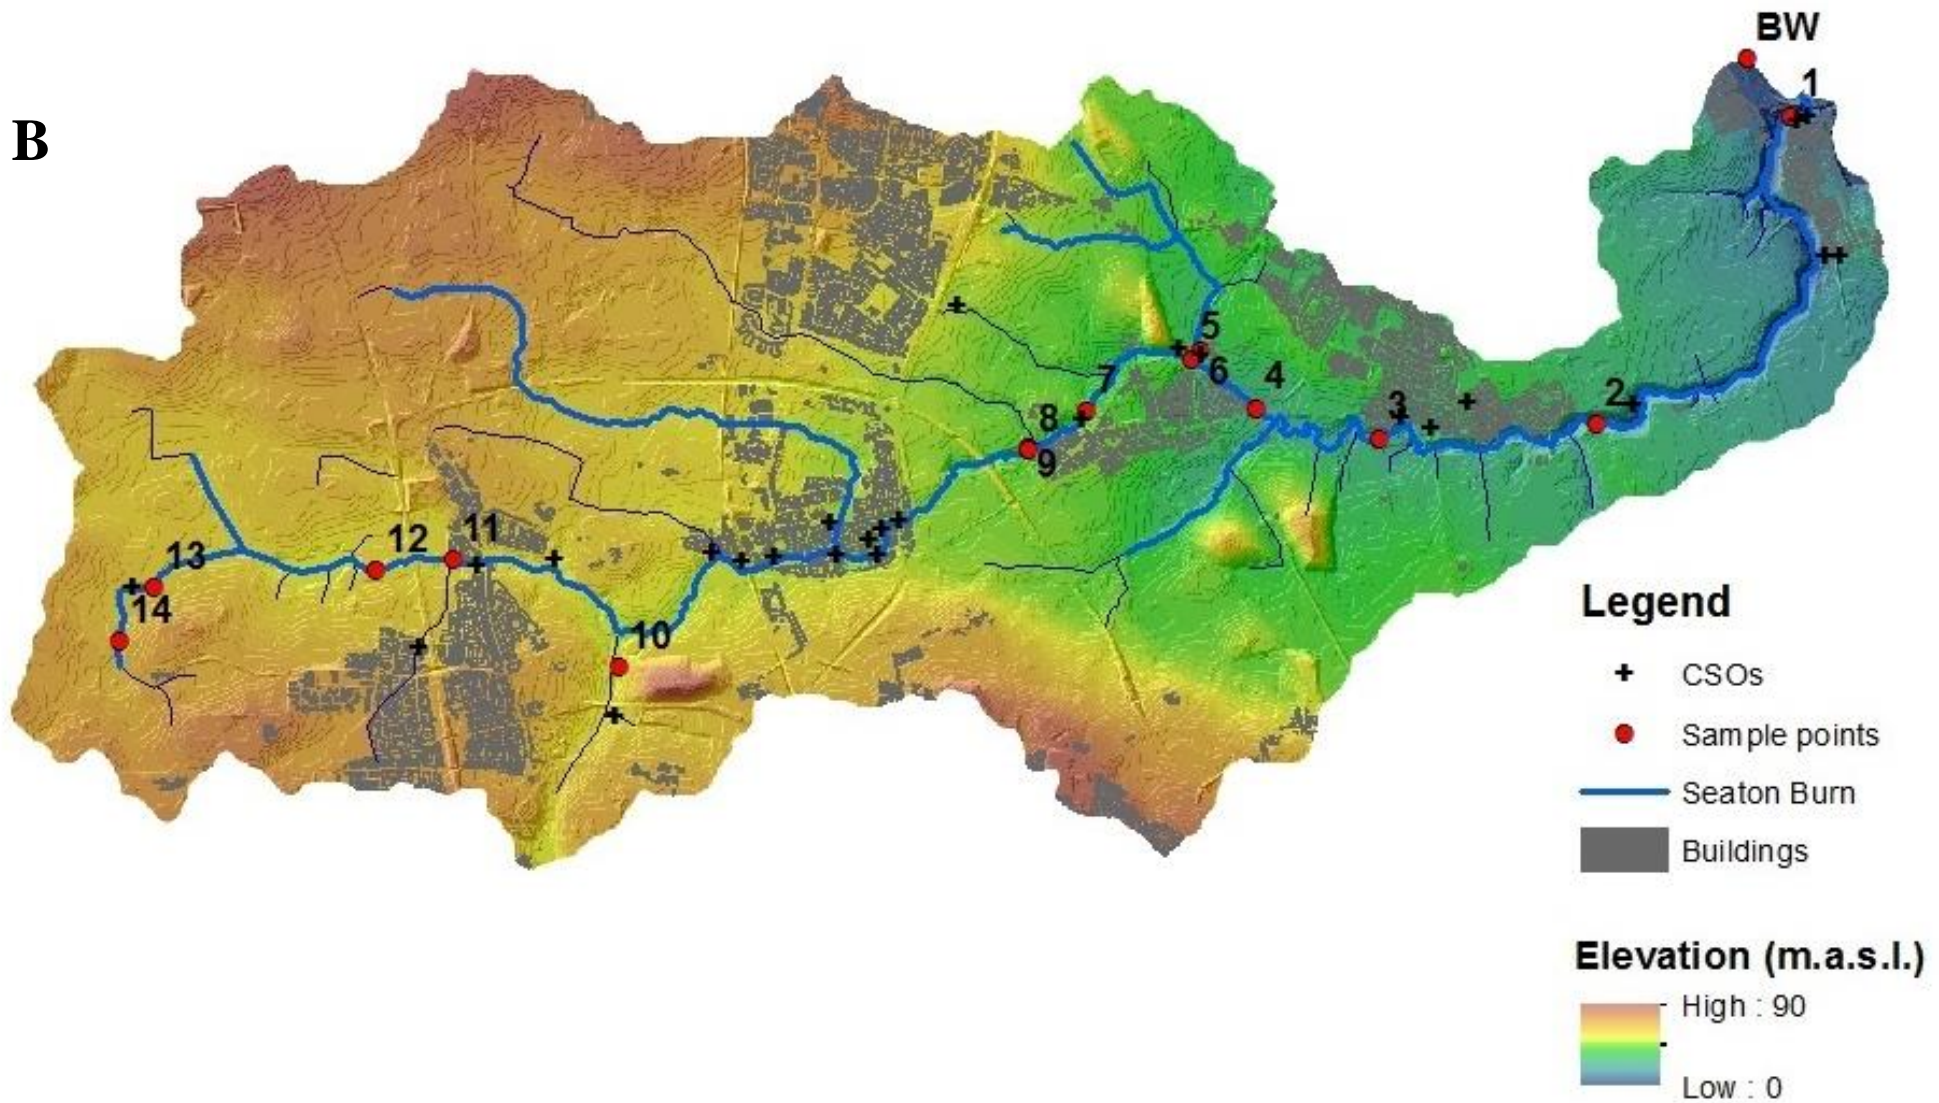 BW
1
B
5
6
4
7
8
9
3
2
13
12
11
14
10
Legend
CSOs
Sample points
Seaton Burn
Buildings
Elevation (m.a.s.l.)
High : 90
Low : 0